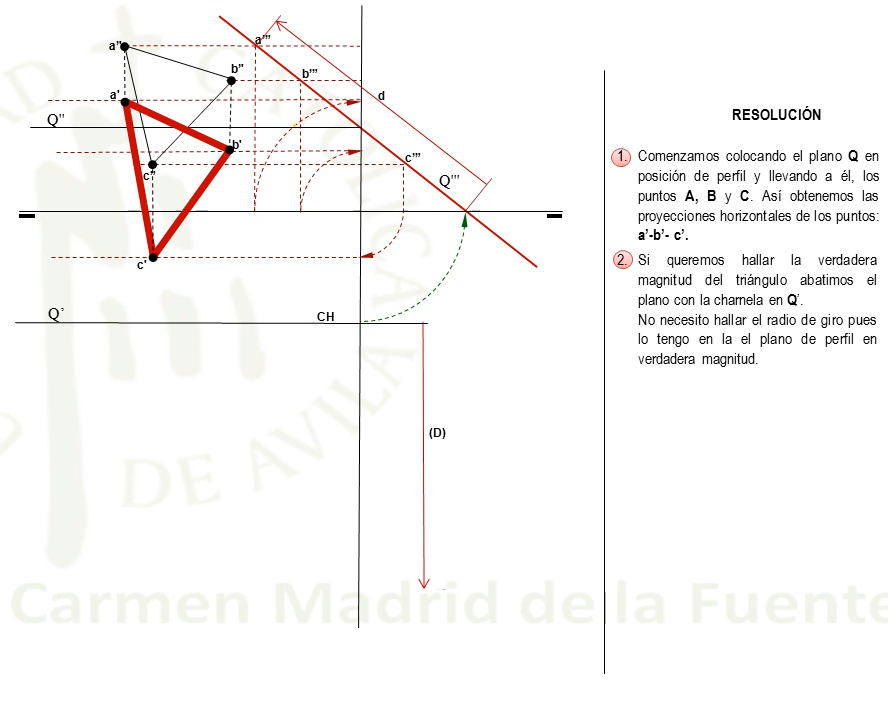 a'''
a''
b''
b'''
d
a'
Q''
b'
c'''
c''
Q'''
c'
Q'
CH
(D)
RESOLUCIÓN
1. Comenzamos colocando el plano Q en
posición de perfil y llevando a él, los
puntos A, B y C. Así obtenemos las
proyecciones horizontales de los puntos:
a’-b’- c’.
2. Si queremos hallar la verdadera
magnitud del triángulo abatimos el
plano con la charnela en Q’.
No necesito hallar el radio de giro pues
lo tengo en la el plano de perfil en
verdadera magnitud.
DE AVILA
Carmen Madrid de la Fuente